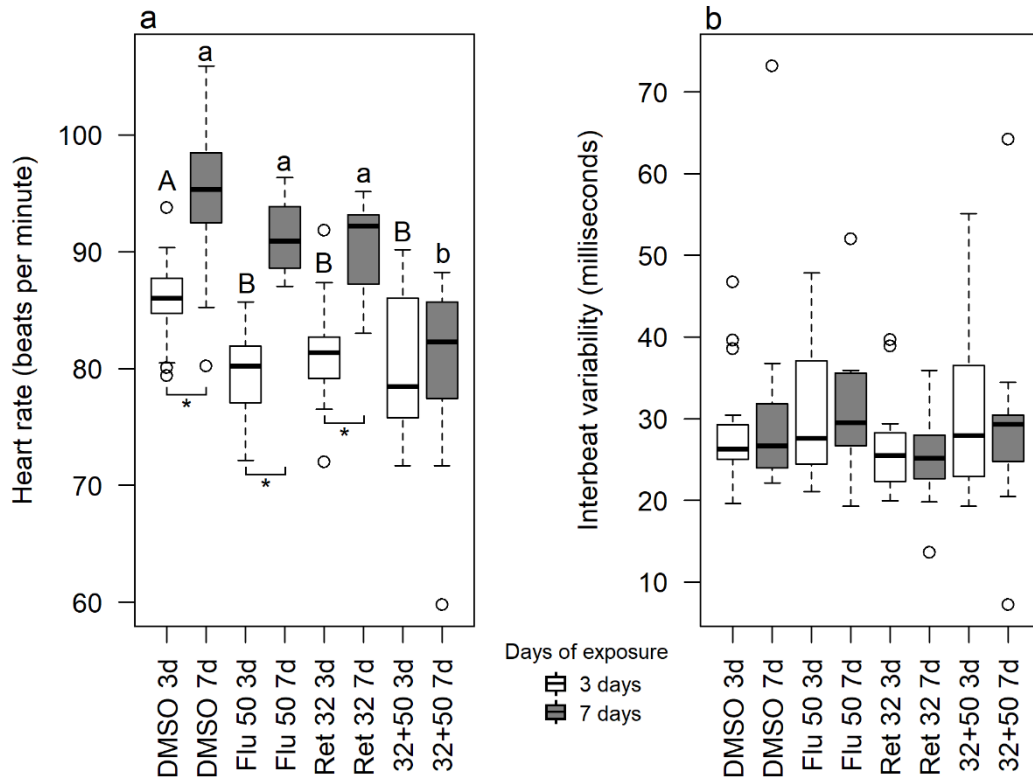 a
Heart rate (beats per minute)
100
90
80
70
60
A
a
B
a
B
a
B
b
*
*
*
DMSO 3d
DMSO 7d
Flu 50 3d
Flu 50 7d
Ret 32 3d
Ret 32 7d
32+50 3d
32+50 7d
Days of exposure
3 days
7 days
b
Interbeat variability (milliseconds)
70
60
50
40
30
20
10
DMSO 3d
DMSO 7d
Flu 50 3d
Flu 50 7d
Ret 32 3d
Ret 32 7d
32+50 3d
32+50 7d